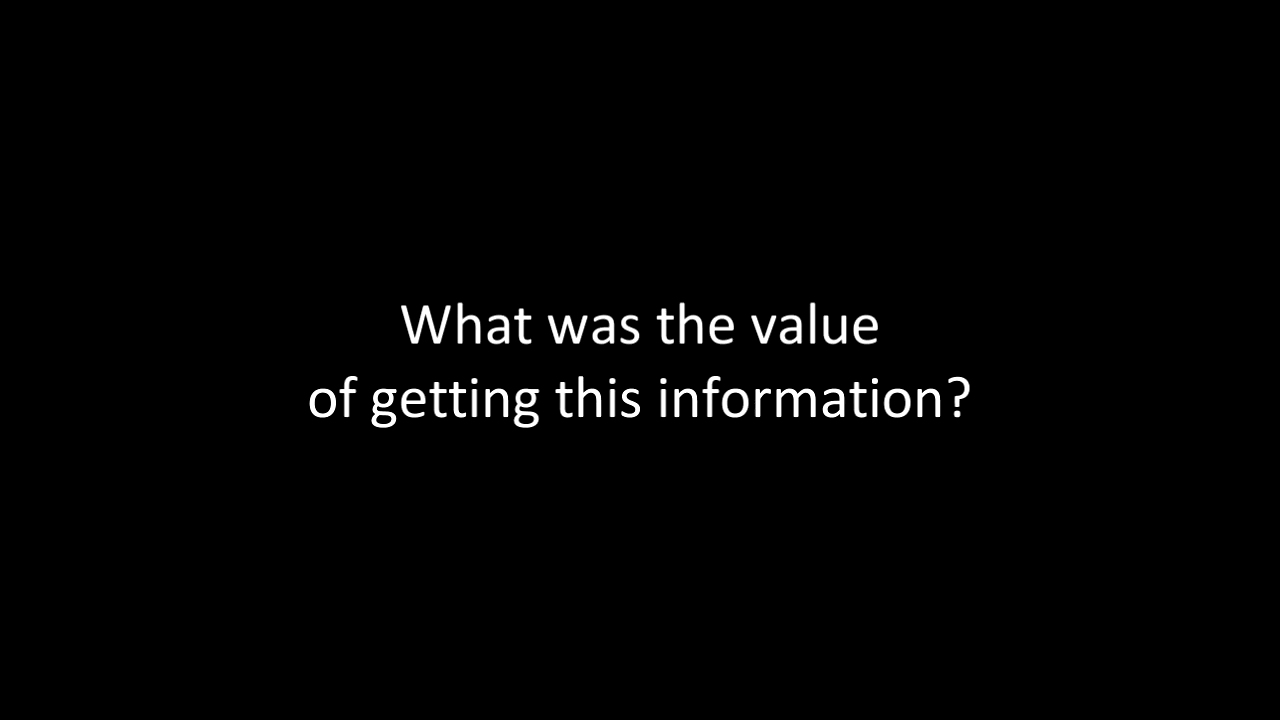 What was the value
of getting this information?